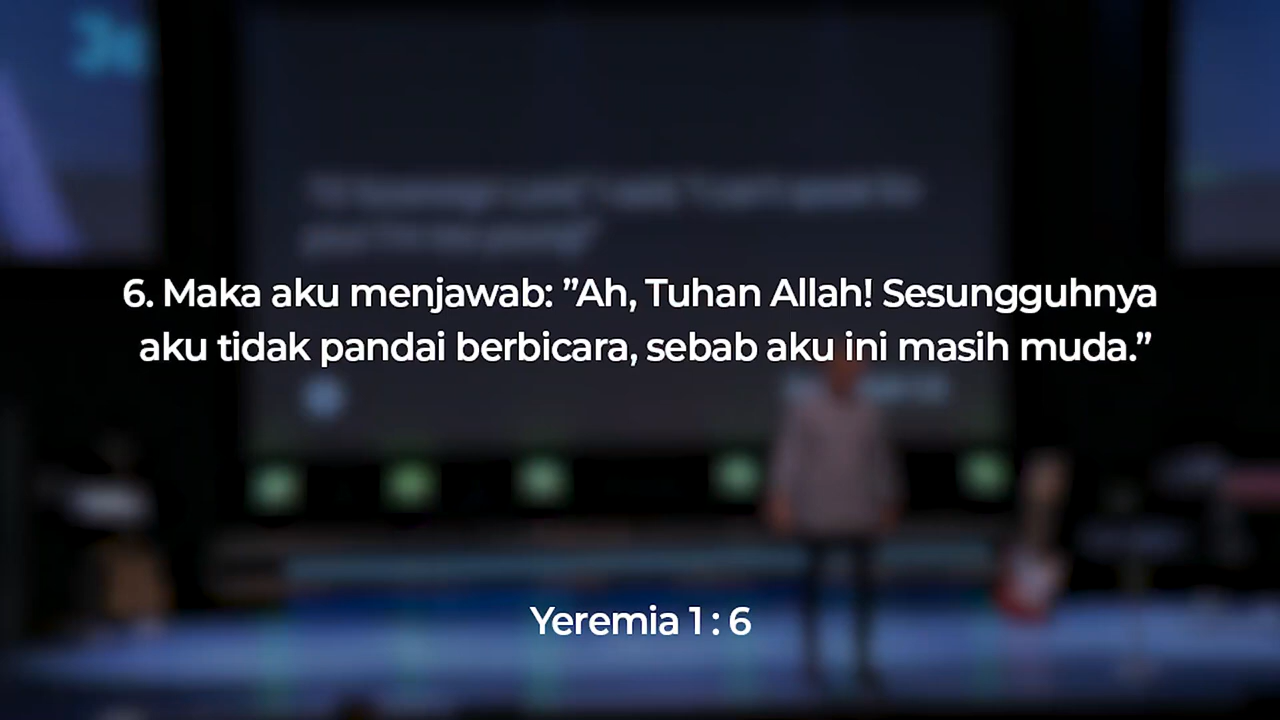 6. Maka aku menjawab: ”Ah, Tuhan Allah! Sesungguhnya
aku tidak pandai berbicara, sebab aku ini masih muda.”
Yeremia 1 : 6